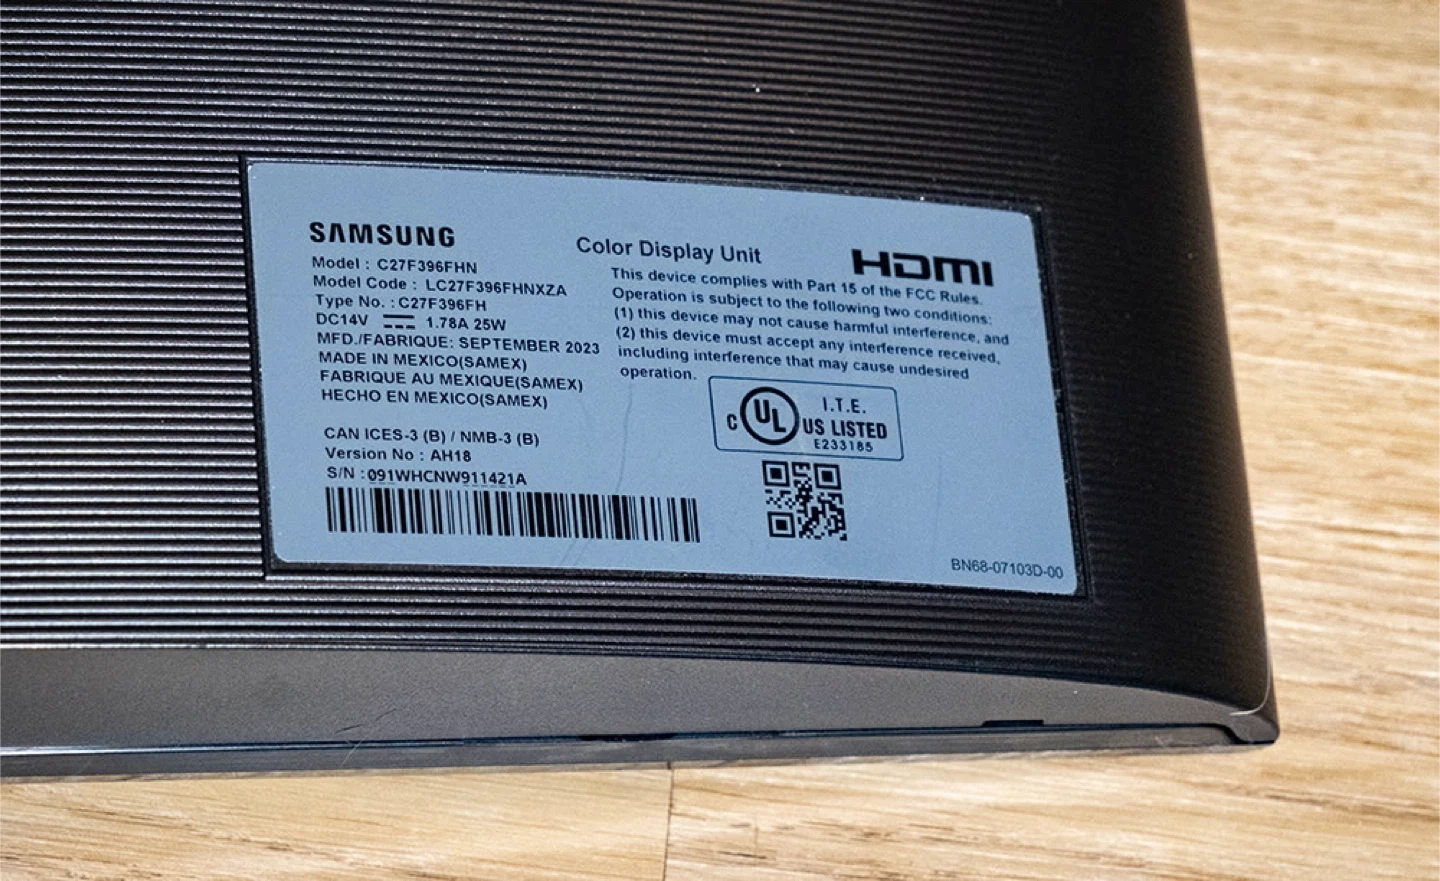 SAMSUNG
Model : C27F396FHN
Model Code : LC27F396FHNXZA
Type No. : C27F396FH
DC14V ⎓ 1.78A 25W
MFD./FABRIQUE: SEPTEMBER 2023
MADE IN MEXICO(SAMEX)
FABRIQUE AU MEXIQUE(SAMEX)
HECHO EN MEXICO(SAMEX)
CAN ICES-3 (B) / NMB-3 (B)
Version No : AH18
S/N : 091WHCNW911421A
Color Display Unit
HDMI
This device complies with Part 15 of the FCC Rules.
Operation is subject to the following two conditions:
(1) this device may not cause harmful interference, and
(2) this device must accept any interference received,
including interference that may cause undesired
operation.
C UL US LISTED
I.T.E.
E233185
BN68-07103D-00